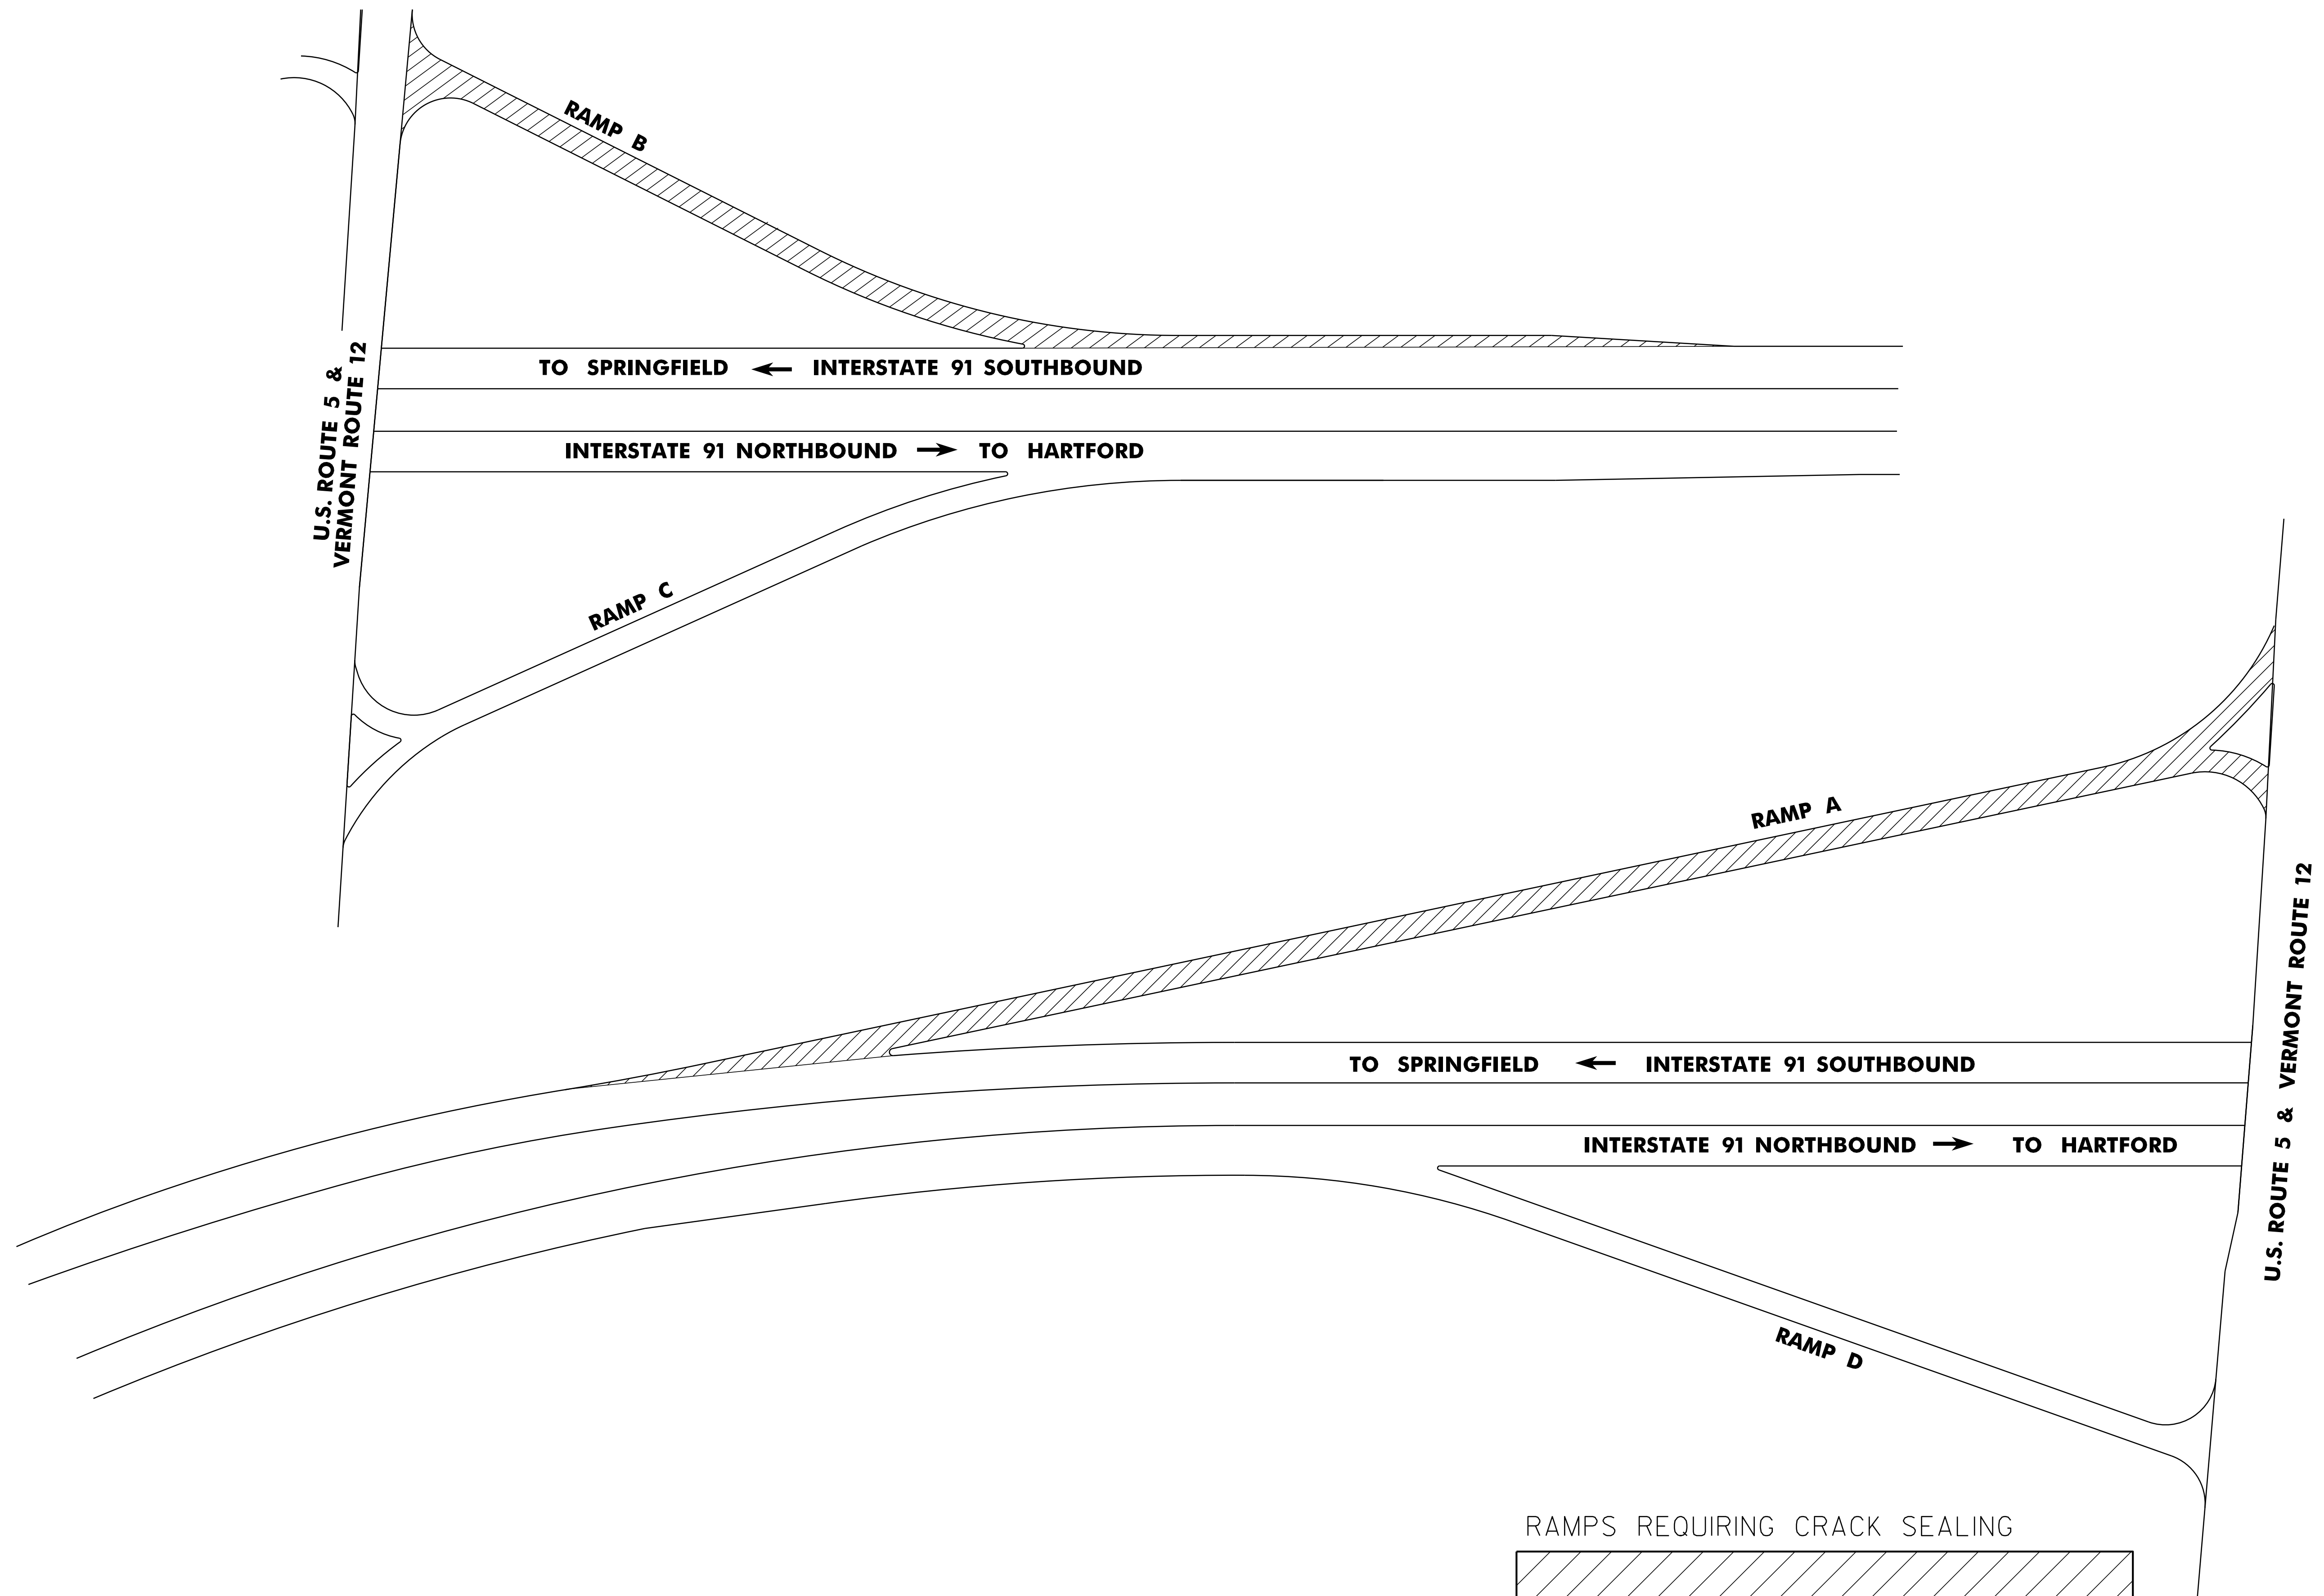 RAMP B
TO SPRINGFIELD ← INTERSTATE 91 SOUTHBOUND
INTERSTATE 91 NORTHBOUND → TO HARTFORD
U.S. ROUTE 5 &
VERMONT ROUTE 12
RAMP C
RAMP A
TO SPRINGFIELD ← INTERSTATE 91 SOUTHBOUND
INTERSTATE 91 NORTHBOUND → TO HARTFORD
U.S. ROUTE 5 & VERMONT ROUTE 12
RAMP D
RAMPS REQUIRING CRACK SEALING